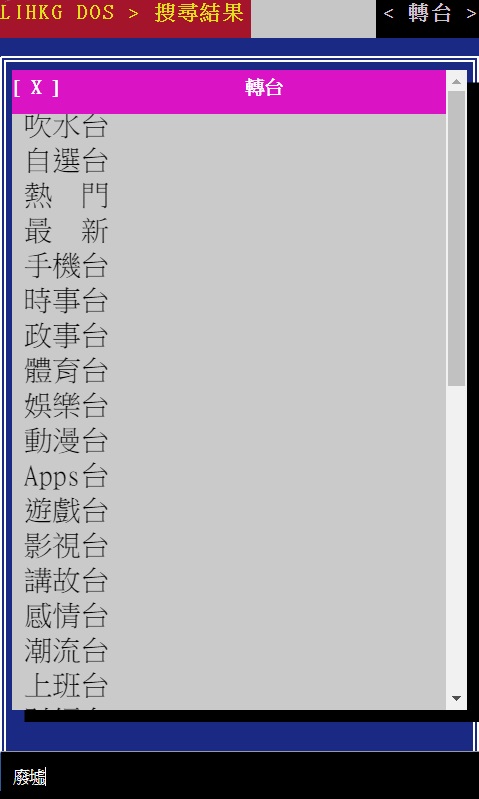 LIHKG DOS > 搜尋結果
< 轉台 >
[ X ] 轉台
吹水台
自選台
熱　門
最　新
手機台
時事台
政事台
體育台
娛樂台
動漫台
Apps台
遊戲台
影視台
講故台
感情台
潮流台
上班台
廢墟